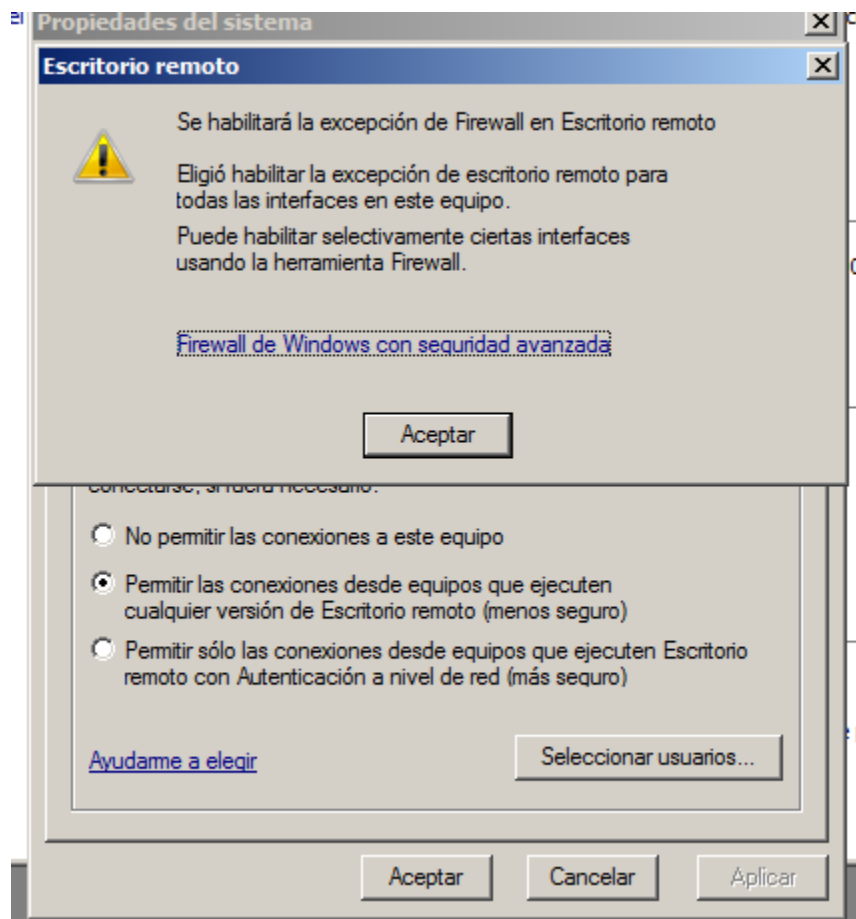 Propiedades del sistema
Escritorio remoto
Se habilitará la excepción de Firewall en Escritorio remoto
Eligió habilitar la excepción de escritorio remoto para
todas las interfaces en este equipo.
Puede habilitar selectivamente ciertas interfaces
usando la herramienta Firewall.
Firewall de Windows con seguridad avanzada
Aceptar
conectarse, si fuera necesario.
No permitir las conexiones a este equipo
Permitir las conexiones desde equipos que ejecuten
cualquier versión de Escritorio remoto (menos seguro)
Permitir sólo las conexiones desde equipos que ejecuten Escritorio
remoto con Autenticación a nivel de red (más seguro)
Ayudarme a elegir
Seleccionar usuarios...
Aceptar
Cancelar
Aplicar